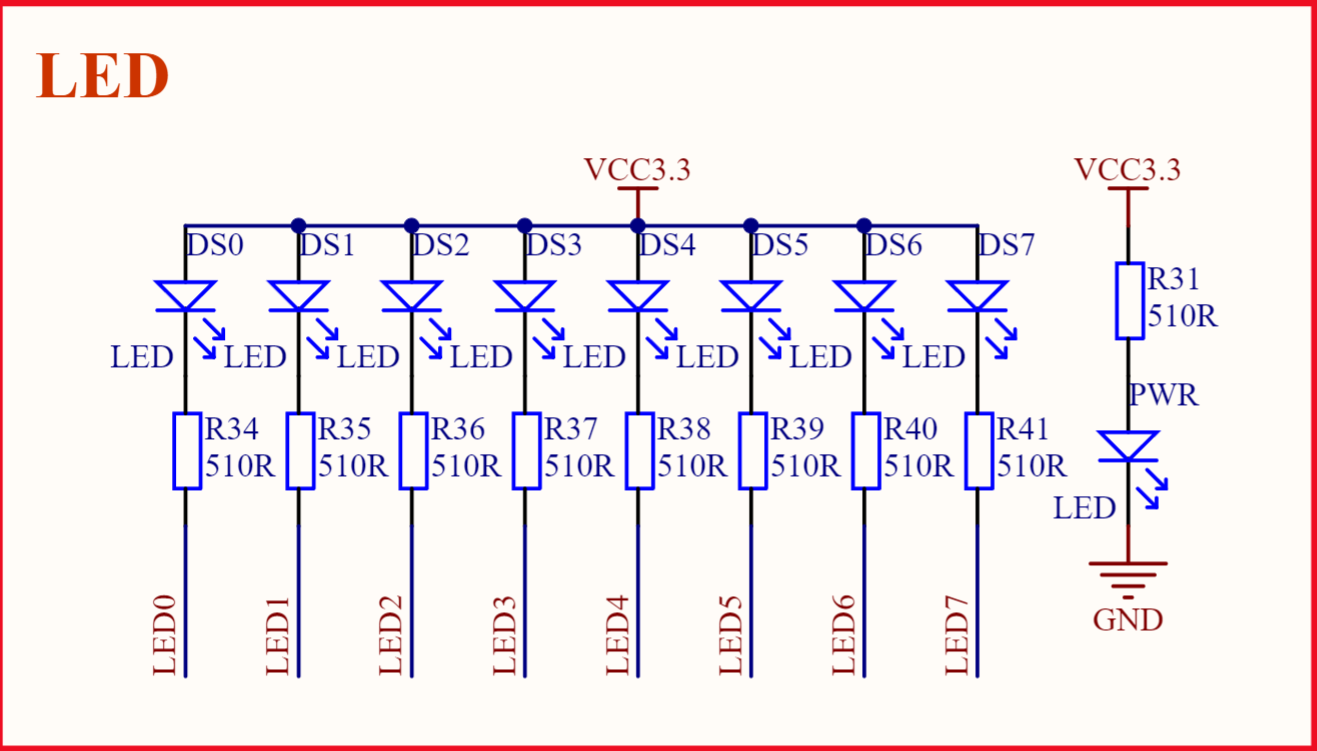 LED
VCC3.3 VCC3.3
DS0 DS1 DS2 DS3 DS4 DS5 DS6 DS7
R31
510R
LED LED LED LED LED LED LED LED
PWR
R34 R35 R36 R37 R38 R39 R40 R41
510R 510R 510R 510R 510R 510R 510R 510R
LED
LED0 LED1 LED2 LED3 LED4 LED5 LED6 LED7
GND